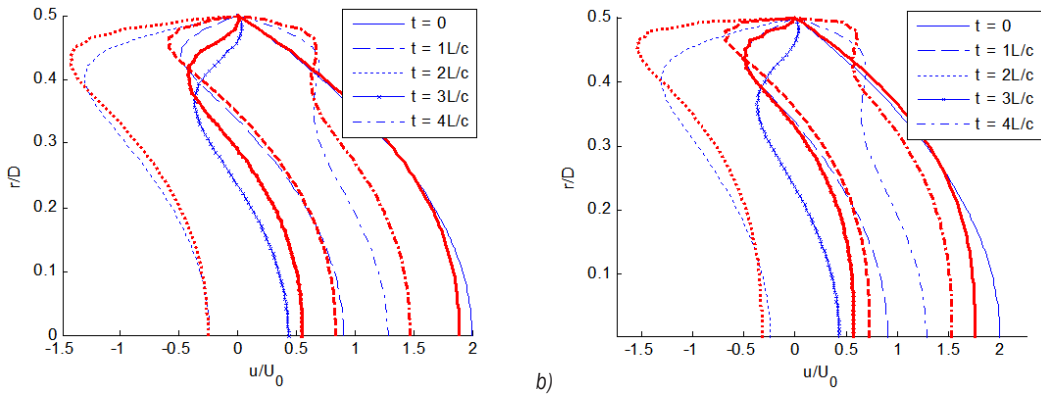 0.5
0.4
0.3
0.2
0.1
0
r/D
-1.5
-1
-0.5
0
0.5
1
1.5
2
u/U0
t = 0
t = 1L/c
t = 2L/c
t = 3L/c
t = 4L/c
b)
0.5
0.4
0.3
0.2
0.1
r/D
-1.5
-1
-0.5
0
0.5
1
1.5
2
u/U0
t = 0
t = 1L/c
t = 2L/c
t = 3L/c
t = 4L/c